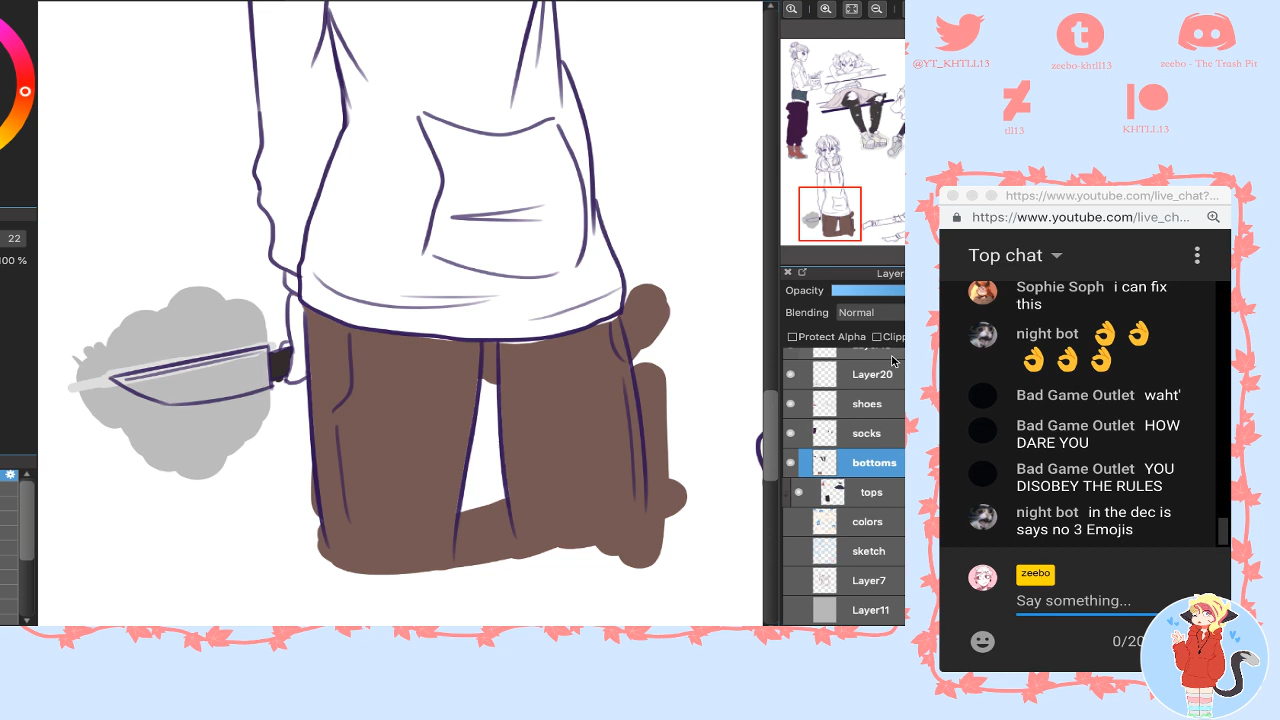 @YT_KHTLL13
zeebo-khtll13
zeebo - The Trash Pit
tll13
KHTLL13
22
100 %
Layer
Opacity
Blending Normal
Protect Alpha Clipp
Layer20
shoes
socks
bottoms
tops
colors
sketch
Layer7
Layer11
https://www.youtube.com/live_chat?...
https://www.youtube.com/live_ch...
Top chat
Sophie Soph i can fix
this
night bot 👌👌
👌👌👌
Bad Game Outlet waht'
Bad Game Outlet HOW
DARE YOU
Bad Game Outlet YOU
DISOBEY THE RULES
night bot in the dec is
says no 3 Emojis
zeebo
Say something...
0/20